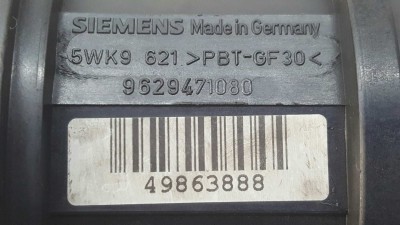 SIEMENS Made in Germany
5WK9 621 >PBT-GF30<
9629471080
49863888